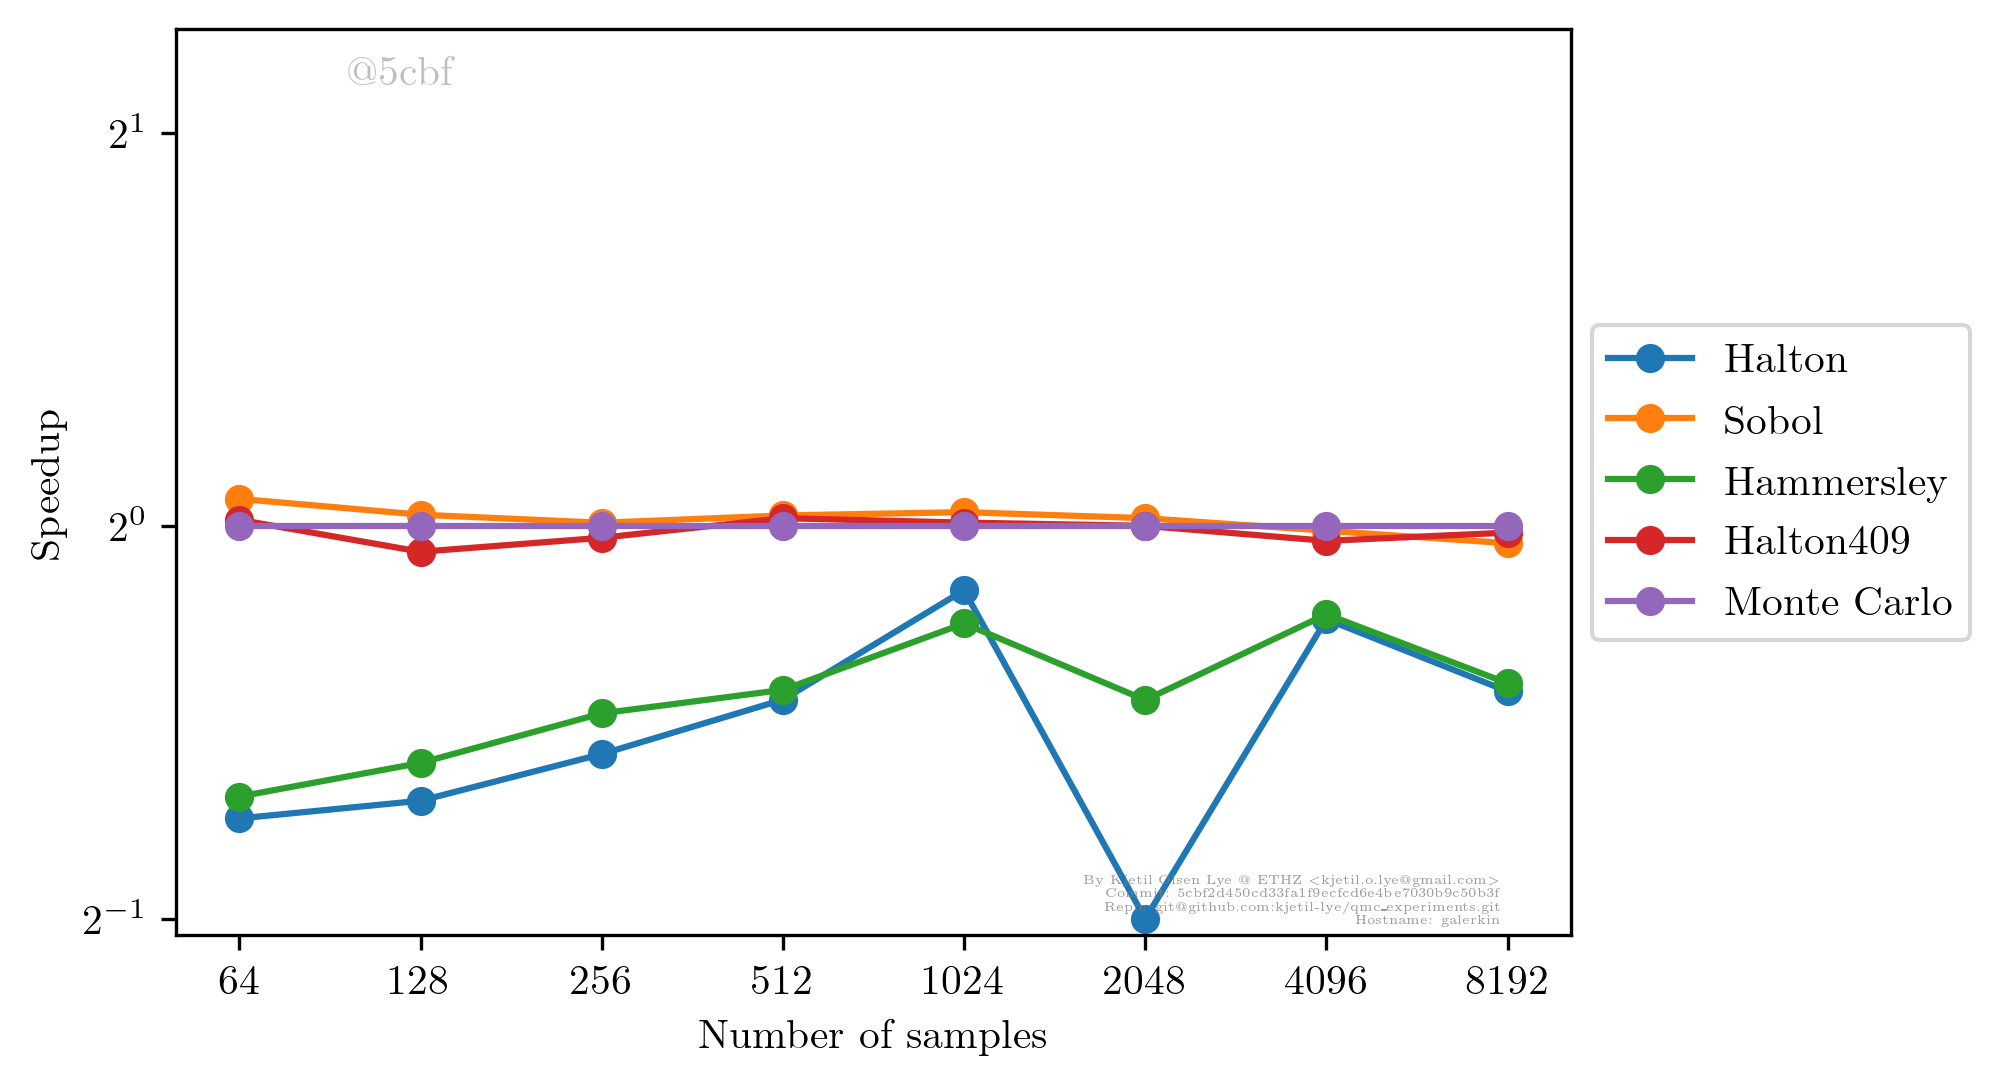 @5cbf
2^1
2^0
2^-1
Speedup
64 128 256 512 1024 2048 4096 8192
Number of samples
Halton
Sobol
Hammersley
Halton409
Monte Carlo
By Kjetil Olsen Lye @ ETHZ <kjetil.o.lye@gmail.com>
Commit: 5cbf2d450cd33fa1f9ecfcd6e4be7030b9c50b3f
Repo: git@github.com:kjetil-lye/qmc_experiments.git
Hostname: galerkin